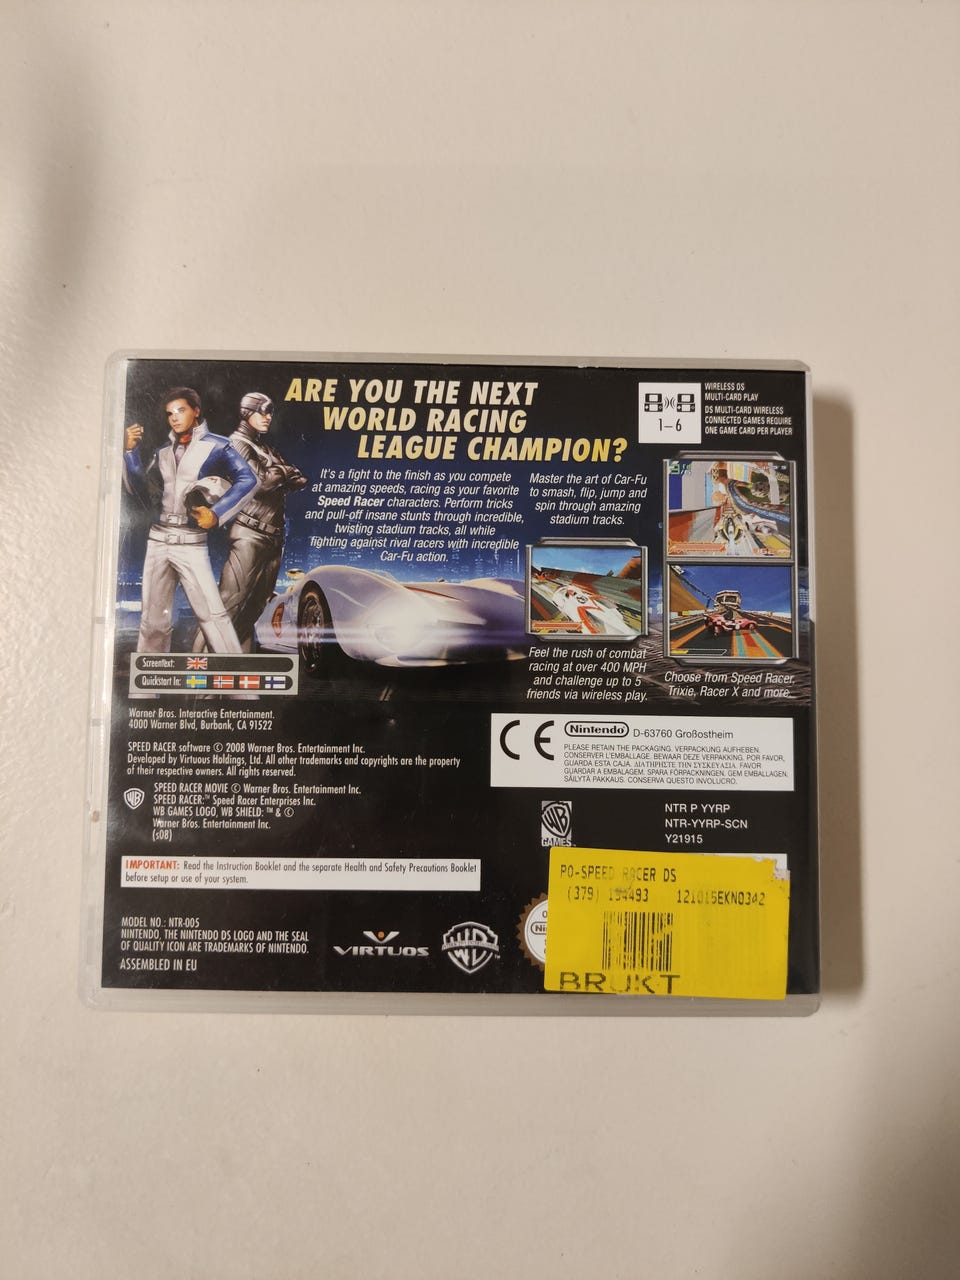 ARE YOU THE NEXT
WORLD RACING
LEAGUE CHAMPION?
It's a fight to the finish as you compete
at amazing speeds, racing as your favorite
Speed Racer characters. Perform tricks
and pull-off insane stunts through incredible,
twisting stadium tracks, all while
fighting against rival racers with incredible
Car-Fu action.
Master the art of Car-Fu
to smash, flip, jump and
spin through amazing
stadium tracks.
1–6
WIRELESS DS
MULTI-CARD PLAY
DS MULTI-CARD WIRELESS
CONNECTED GAMES REQUIRE
ONE GAME CARD PER PLAYER
Feel the rush of combat
racing at over 400 MPH
and challenge up to 5
friends via wireless play.
Choose from Speed Racer,
Trixie, Racer X and more.
Screentext:
Quickstart In:
Warner Bros. Interactive Entertainment.
4000 Warner Blvd, Burbank, CA 91522
SPEED RACER software © 2008 Warner Bros. Entertainment Inc.
Developed by Virtuous Holdings, Ltd. All other trademarks and copyrights are the property
of their respective owners. All rights reserved.
SPEED RACER MOVIE © Warner Bros. Entertainment Inc.
SPEED RACER:™ Speed Racer Enterprises Inc.
WB GAMES LOGO, WB SHIELD: ™ & ©
Warner Bros. Entertainment Inc.
(s08)
CE
Nintendo
D-63760 Großostheim
PLEASE RETAIN THE PACKAGING. VERPACKUNG AUFHEBEN.
CONSERVER L'EMBALLAGE. BEWAAR DEZE VERPAKKING. POR FAVOR,
GUARDA ESTA CAJA. ΔΙΑΤΗΡΗΣΤΕ ΤΗΝ ΣΥΣΚΕΥΑΣΙΑ. FAVOR
GUARDAR A EMBALAGEM. SPARA FÖRPACKNINGEN. GEM EMBALLAGEN.
SÄILYTÄ PAKKAUS. CONSERVA QUESTO INVOLUCRO.
WB
GAMES
NTR P YYRP
NTR-YYRP-SCN
Y21915
IMPORTANT: Read the Instruction Booklet and the separate Health and Safety Precautions Booklet
before setup or use of your system.
PO-SPEED RACER DS
(379) 194493 121015EKN0342
BRUKT
MODEL NO.: NTR-005
NINTENDO, THE NINTENDO DS LOGO AND THE SEAL
OF QUALITY ICON ARE TRADEMARKS OF NINTENDO.
ASSEMBLED IN EU
VIRTUOS